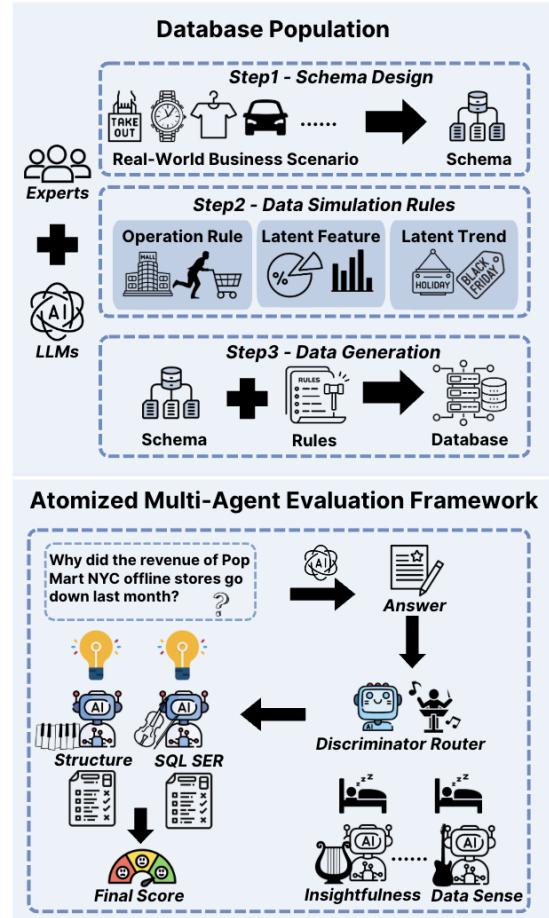 Database Population
Step1 - Schema Design
TAKE
OUT
......
Real-World Business Scenario
Schema
Experts
Step2 - Data Simulation Rules
Operation Rule
Latent Feature
Latent Trend
MALL
%
HOLIDAY
BLACK
FRIDAY
AI
LLMs
Step3 - Data Generation
RULES
Schema
Rules
Database
Atomized Multi-Agent Evaluation Framework
Why did the revenue of Pop
Mart NYC offline stores go
down last month?
?
AI
Answer
AI
AI
AI
Discriminator Router
Structure
SQL SER
z z z
z z z
AI
......
AI
Final Score
Insightfulness
Data Sense